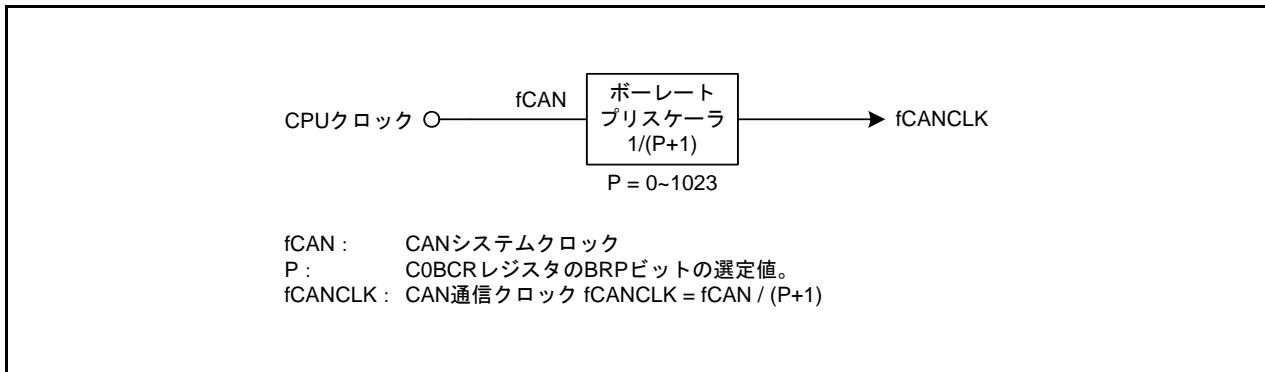 CPUクロック
fCAN
ボーレート
プリスケーラ
1/(P+1)
fCANCLK
P = 0~1023
fCAN : CANシステムクロック
P : C0BCRレジスタのBRPビットの選定値。
fCANCLK : CAN通信クロック fCANCLK = fCAN / (P+1)